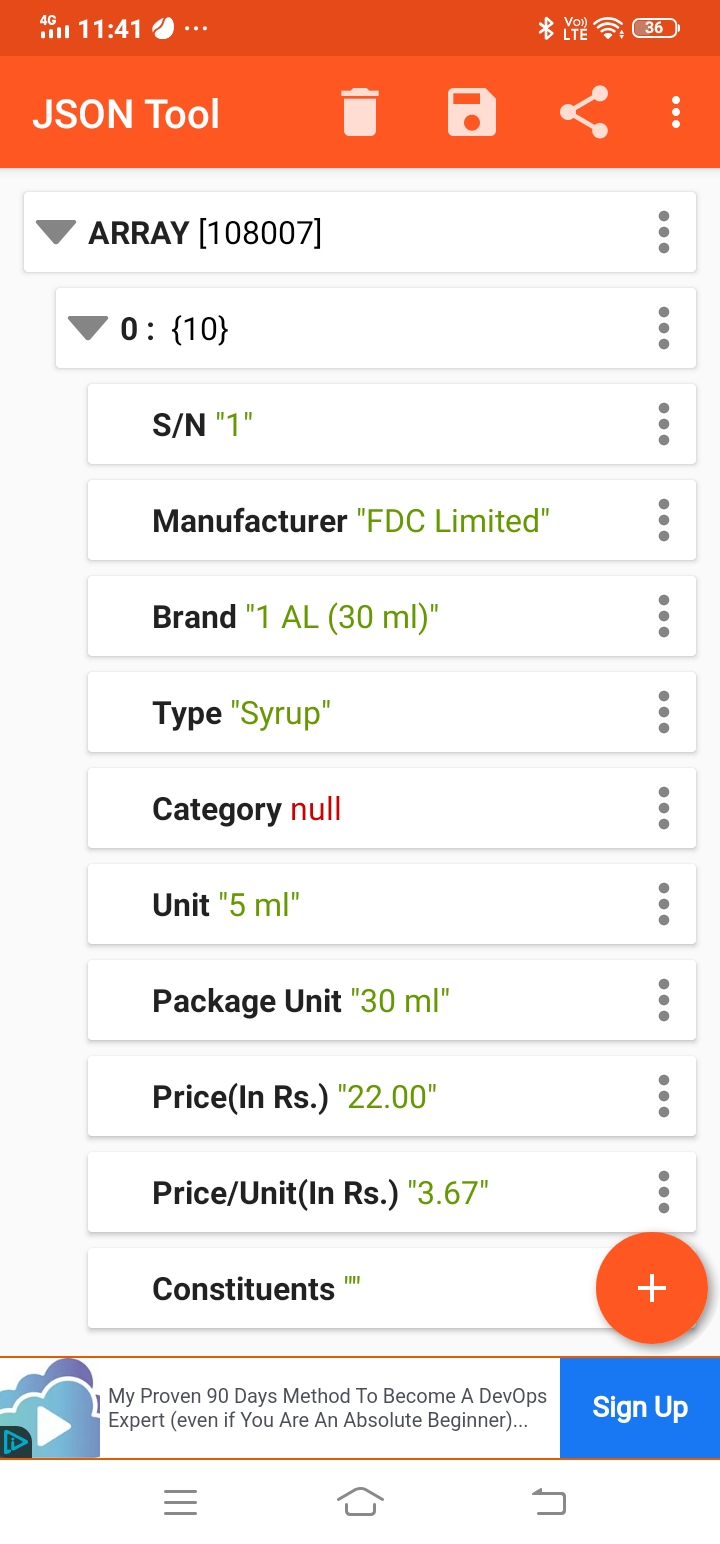 4G 11:41 ... Vo)) LTE 36
JSON Tool
ARRAY [108007]
0 : {10}
S/N "1"
Manufacturer "FDC Limited"
Brand "1 AL (30 ml)"
Type "Syrup"
Category null
Unit "5 ml"
Package Unit "30 ml"
Price(In Rs.) "22.00"
Price/Unit(In Rs.) "3.67"
Constituents ""
+
My Proven 90 Days Method To Become A DevOps
Expert (even if You Are An Absolute Beginner)...
Sign Up